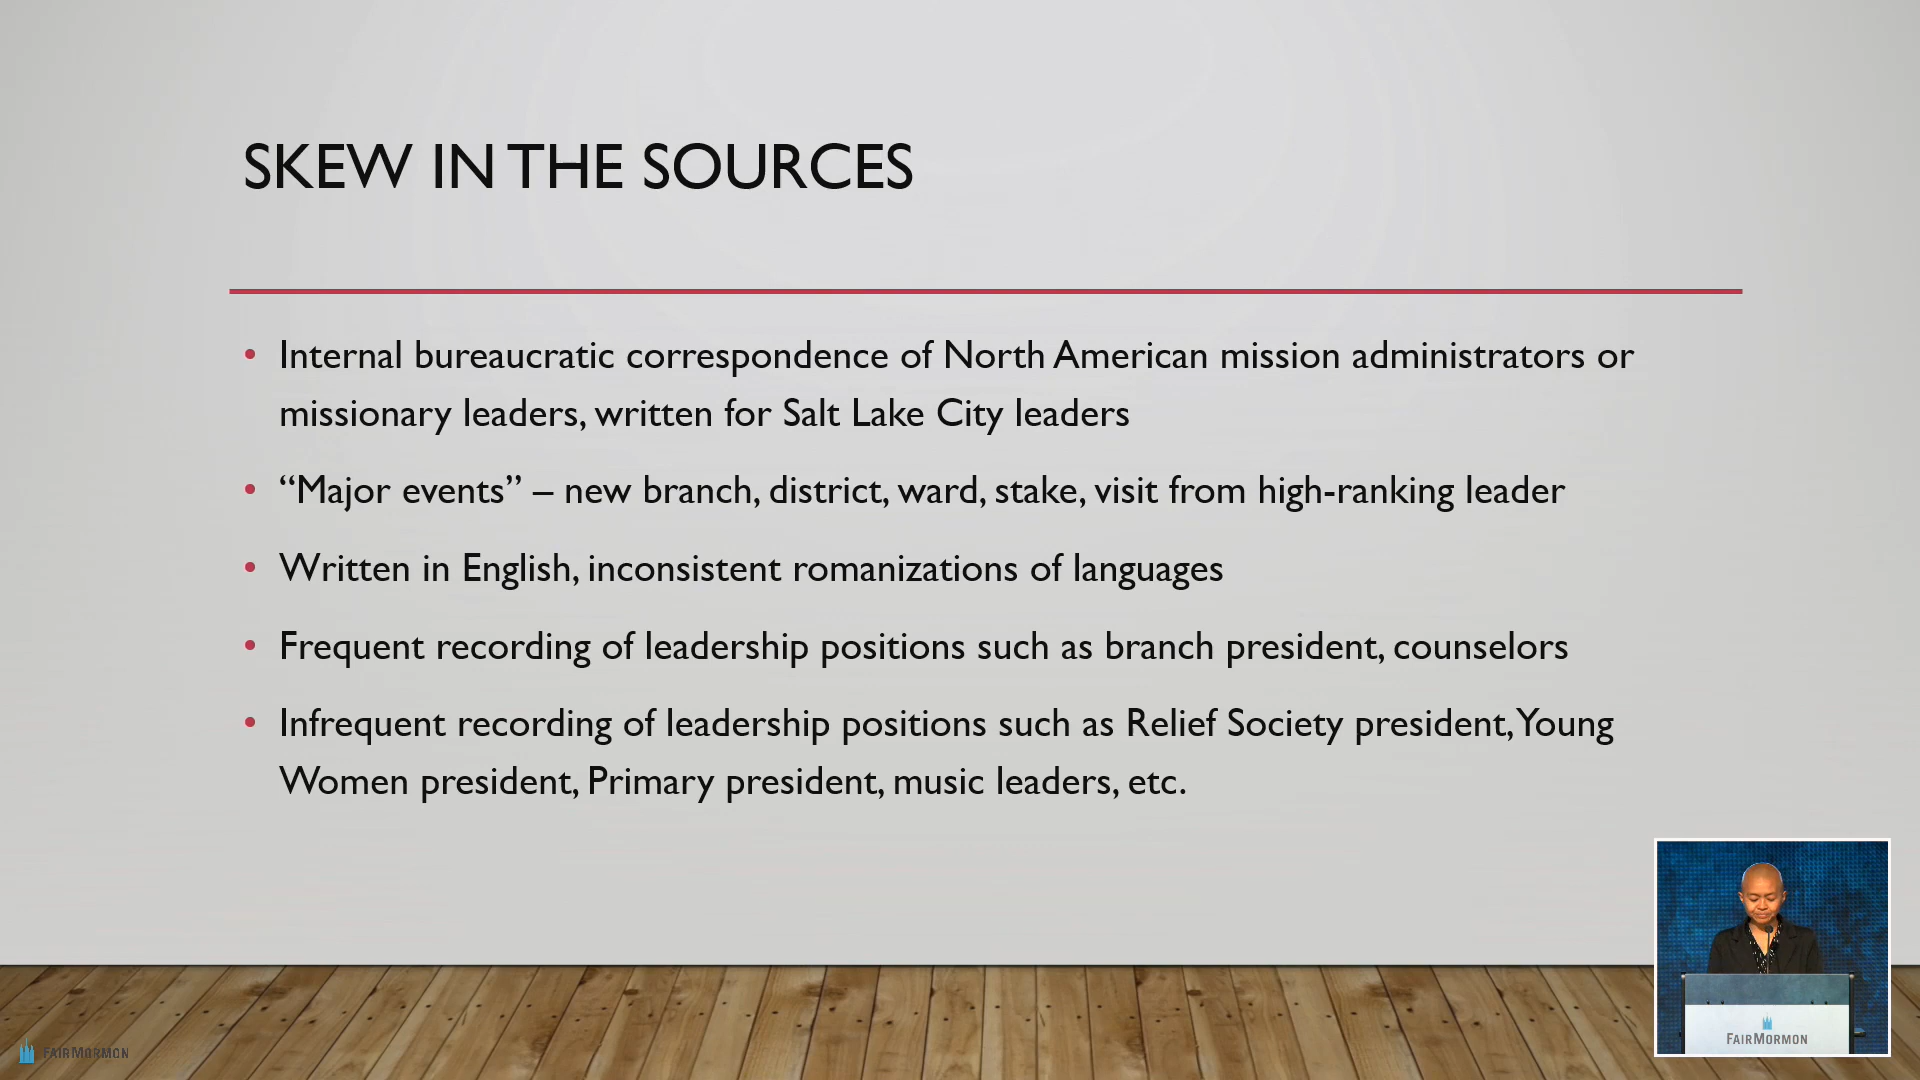 SKEW IN THE SOURCES
• Internal bureaucratic correspondence of North American mission administrators or
missionary leaders, written for Salt Lake City leaders
• “Major events” – new branch, district, ward, stake, visit from high-ranking leader
• Written in English, inconsistent romanizations of languages
• Frequent recording of leadership positions such as branch president, counselors
• Infrequent recording of leadership positions such as Relief Society president, Young
Women president, Primary president, music leaders, etc.
FAIRMORMON
FAIRMORMON